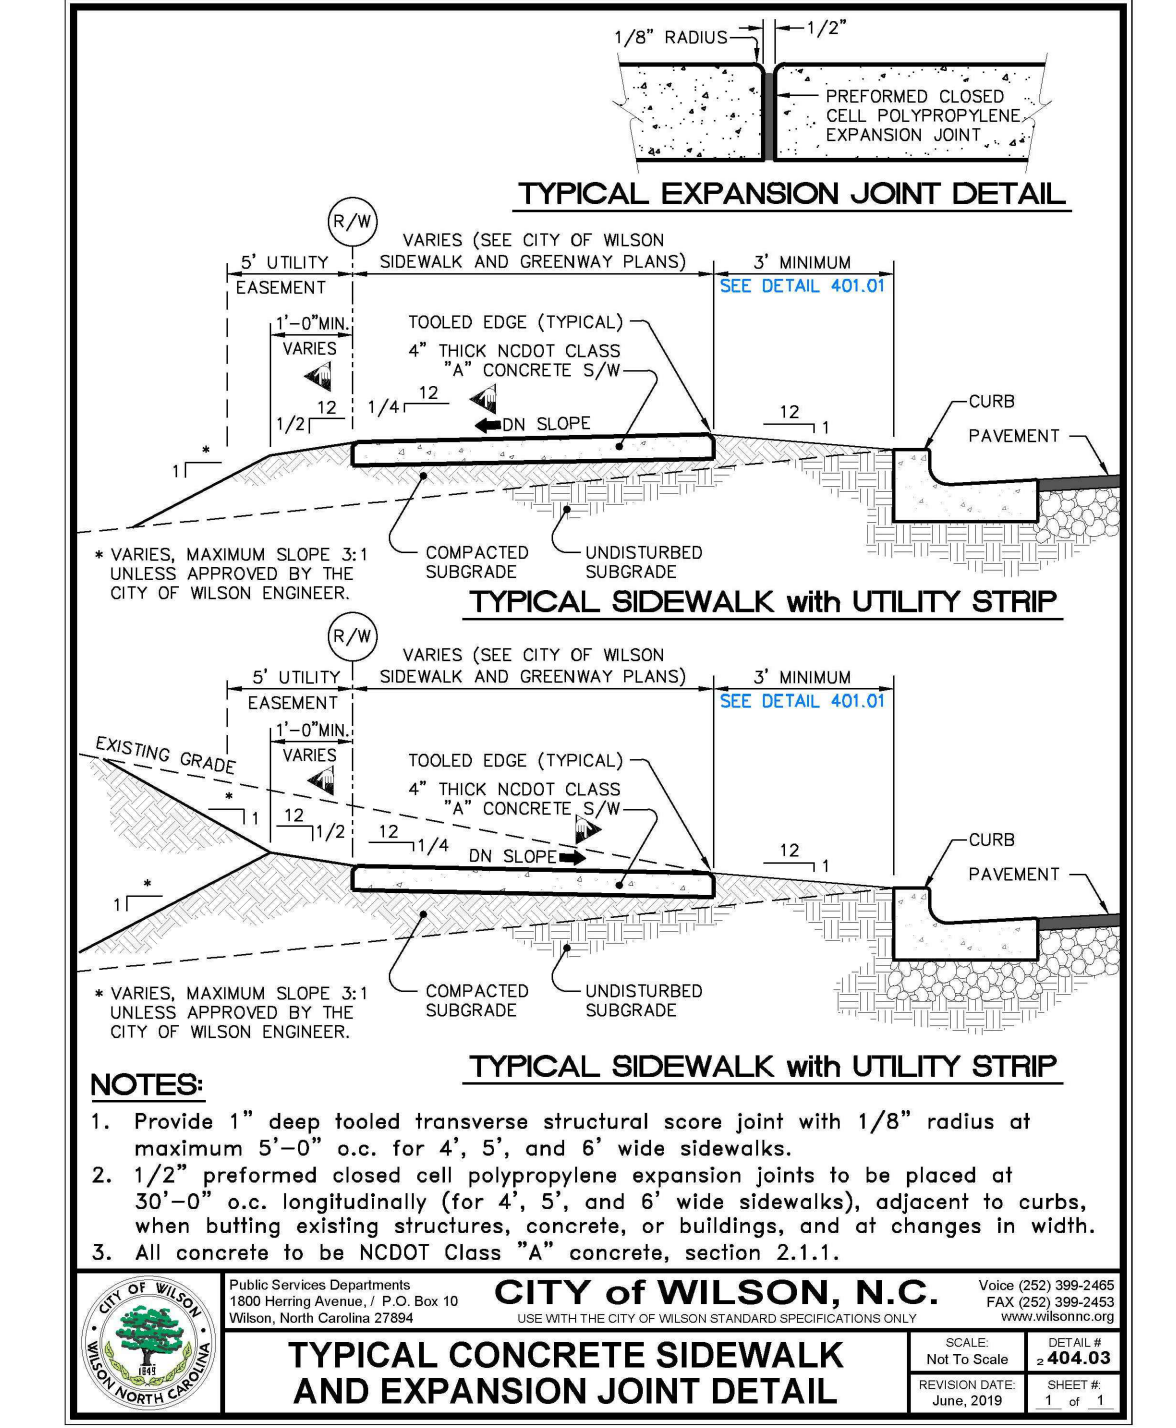 1/8" RADIUS
1/2"
PREFORMED CLOSED
CELL POLYPROPYLENE
EXPANSION JOINT
TYPICAL EXPANSION JOINT DETAIL
R/W
VARIES (SEE CITY OF WILSON
SIDEWALK AND GREENWAY PLANS)
5' UTILITY
EASEMENT
3' MINIMUM
SEE DETAIL 401.01
1'-0"MIN.
VARIES
TOOLED EDGE (TYPICAL)
4" THICK NCDOT CLASS
"A" CONCRETE S/W
12
1/2
12
1/4
DN SLOPE
12
1
CURB
PAVEMENT
*
1
* VARIES, MAXIMUM SLOPE 3:1
UNLESS APPROVED BY THE
CITY OF WILSON ENGINEER.
COMPACTED
SUBGRADE
UNDISTURBED
SUBGRADE
TYPICAL SIDEWALK with UTILITY STRIP
R/W
VARIES (SEE CITY OF WILSON
SIDEWALK AND GREENWAY PLANS)
5' UTILITY
EASEMENT
3' MINIMUM
SEE DETAIL 401.01
1'-0"MIN.
VARIES
EXISTING GRADE
TOOLED EDGE (TYPICAL)
4" THICK NCDOT CLASS
"A" CONCRETE S/W
*
1
12
1/2
12
1/4
DN SLOPE
12
1
CURB
PAVEMENT
*
1
* VARIES, MAXIMUM SLOPE 3:1
UNLESS APPROVED BY THE
CITY OF WILSON ENGINEER.
COMPACTED
SUBGRADE
UNDISTURBED
SUBGRADE
TYPICAL SIDEWALK with UTILITY STRIP
NOTES:
1. Provide 1" deep tooled transverse structural score joint with 1/8" radius at
maximum 5'-0" o.c. for 4', 5', and 6' wide sidewalks.
2. 1/2" preformed closed cell polypropylene expansion joints to be placed at
30'-0" o.c. longitudinally (for 4', 5', and 6' wide sidewalks), adjacent to curbs,
when butting existing structures, concrete, or buildings, and at changes in width.
3. All concrete to be NCDOT Class "A" concrete, section 2.1.1.
CITY OF WILSON
WILSON NORTH CAROLINA
1849
Public Services Departments
1800 Herring Avenue, / P.O. Box 10
Wilson, North Carolina 27894
CITY of WILSON, N.C.
USE WITH THE CITY OF WILSON STANDARD SPECIFICATIONS ONLY
Voice (252) 399-2465
FAX (252) 399-2453
www.wilsonnc.org
TYPICAL CONCRETE SIDEWALK
AND EXPANSION JOINT DETAIL
SCALE:
Not To Scale
DETAIL #
2 404.03
REVISION DATE:
June, 2019
SHEET #:
1 of 1